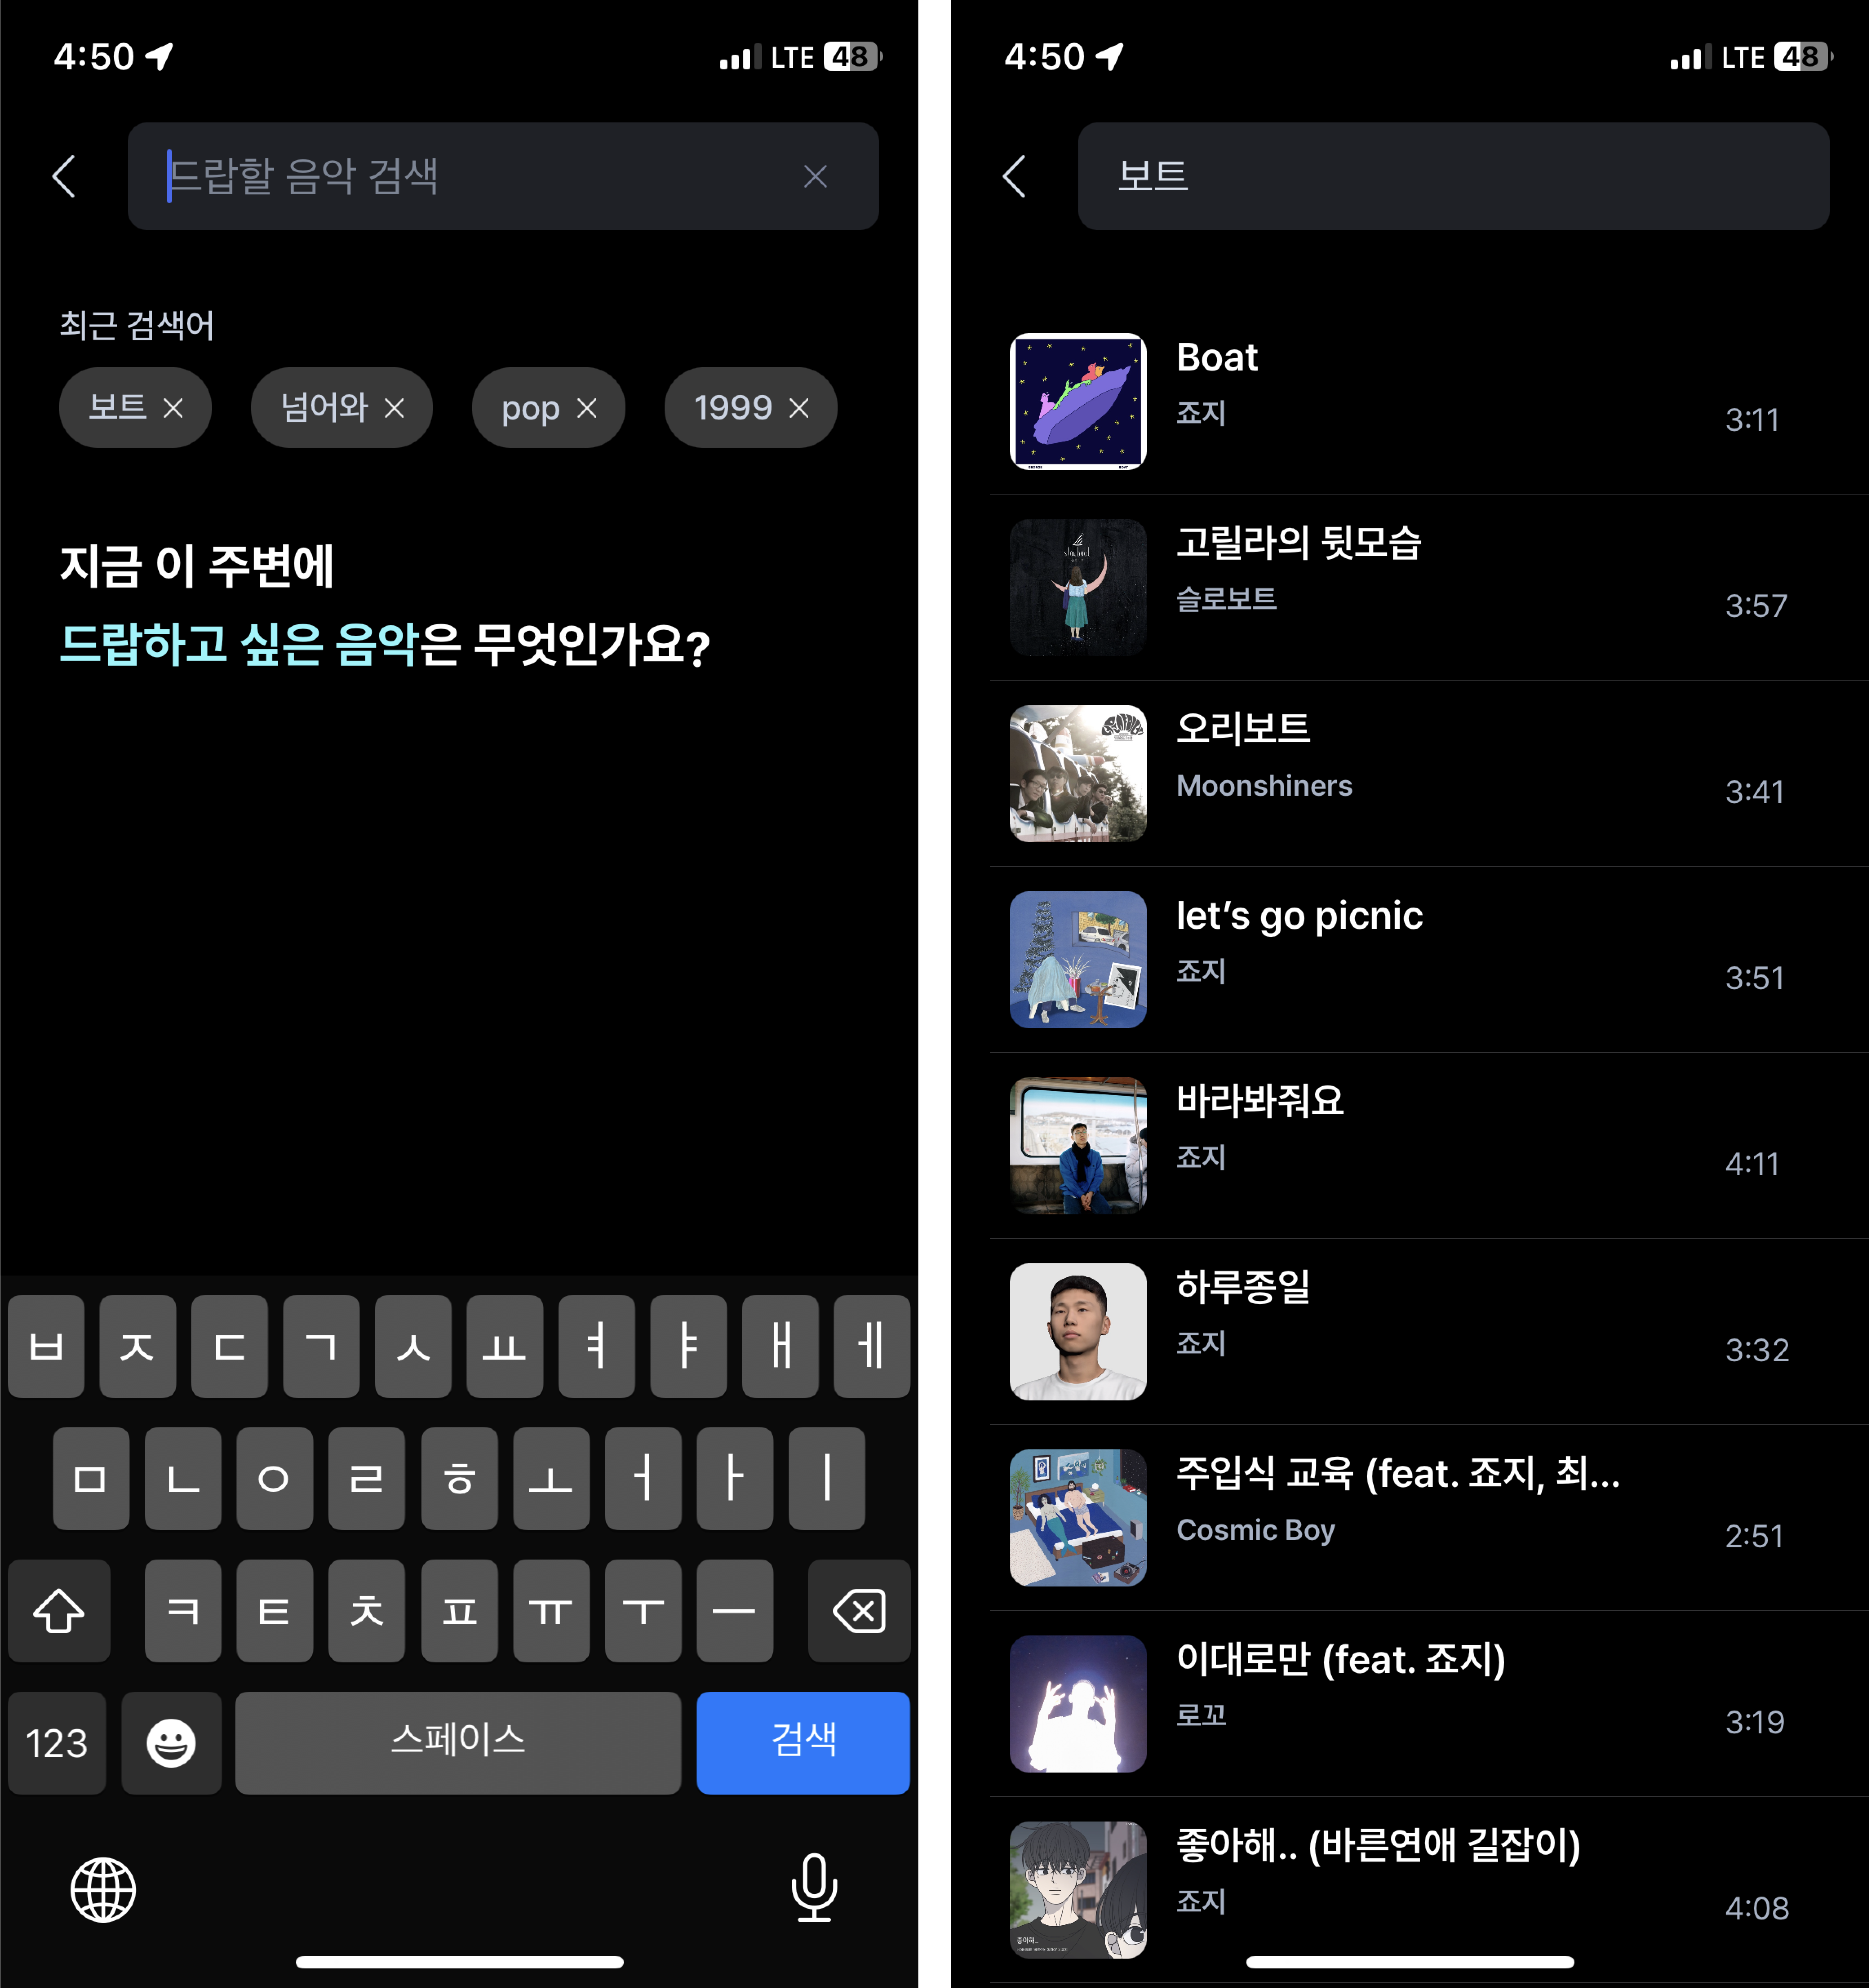 4:50
LTE 48
드랍할 음악 검색
최근 검색어
보트
넘어와
pop
1999
지금 이 주변에
드랍하고 싶은 음악은 무엇인가요?
ㅂ ㅈ ㄷ ㄱ ㅅ ㅛ ㅕ ㅑ ㅐ ㅔ
ㅁ ㄴ ㅇ ㄹ ㅎ ㅗ ㅓ ㅏ ㅣ
ㅋ ㅌ ㅊ ㅍ ㅠ ㅜ ㅡ
123 스페이스 검색
4:50
LTE 48
보트
Boat
죠지
3:11
고릴라의 뒷모습
슬로보트
3:57
오리보트
Moonshiners
3:41
let’s go picnic
죠지
3:51
바라봐줘요
죠지
4:11
하루종일
죠지
3:32
주입식 교육 (feat. 죠지, 최...
Cosmic Boy
2:51
이대로만 (feat. 죠지)
로꼬
3:19
좋아해.. (바른연애 길잡이)
죠지
4:08
좋아해..